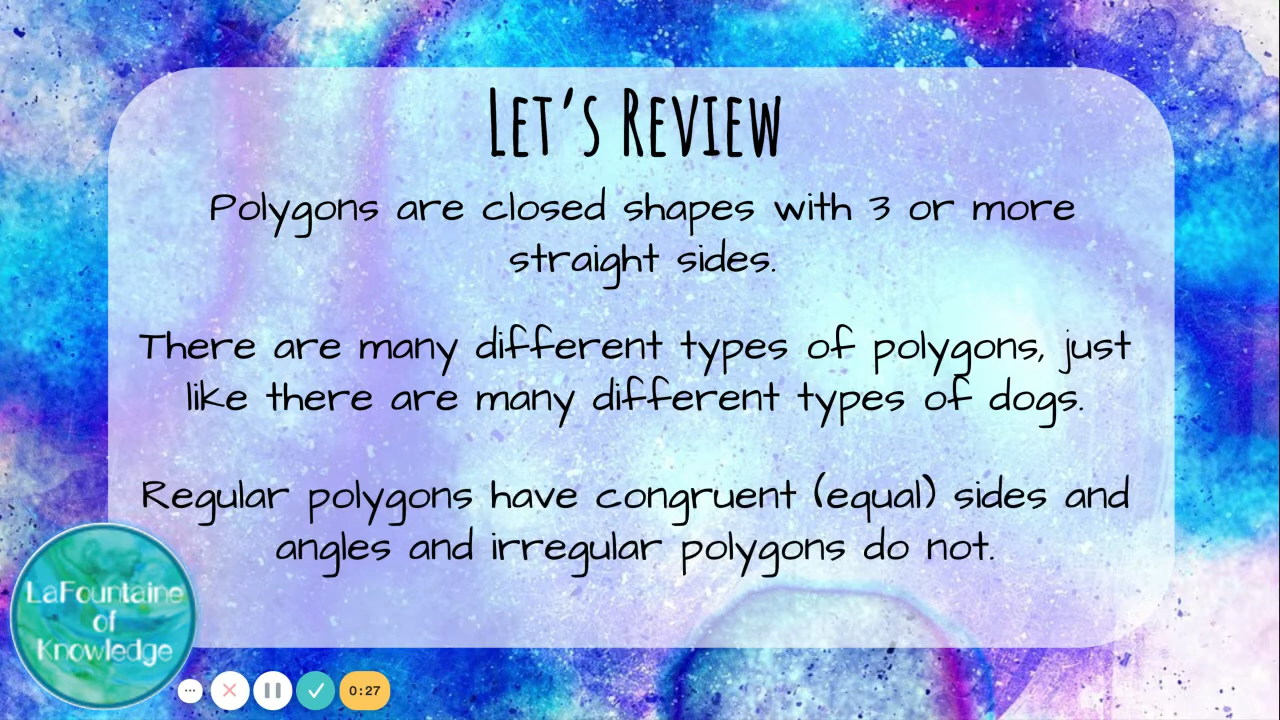 Let's Review
Polygons are closed shapes with 3 or more
straight sides.
There are many different types of polygons, just
like there are many different types of dogs.
Regular polygons have congruent (equal) sides and
angles and irregular polygons do not.
LaFountaine
of
Knowledge
0:27